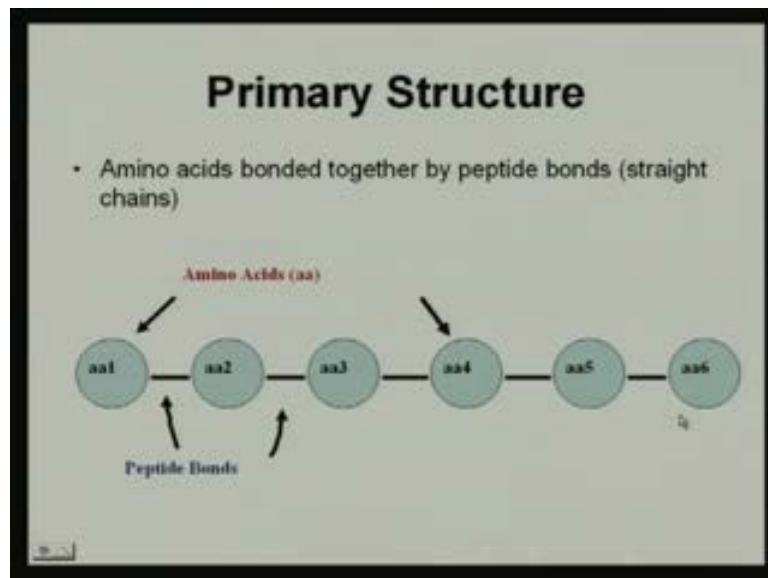 Primary Structure
• Amino acids bonded together by peptide bonds (straight
chains)
Amino Acids (aa)
aa1 aa2 aa3 aa4 aa5 aa6
Peptide Bonds